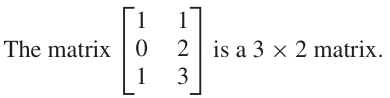 The matrix [1 1
0 2
1 3] is a 3 × 2 matrix.